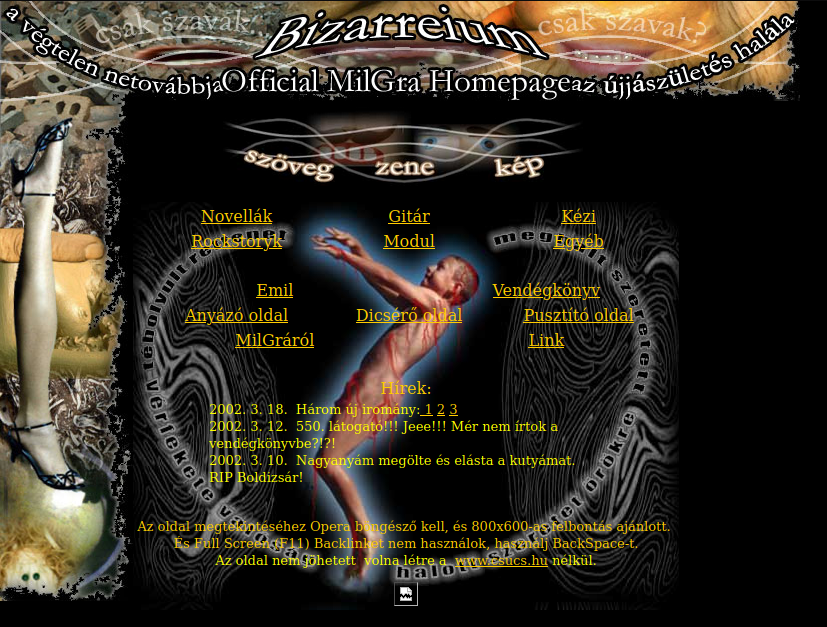 a végtelen netovábbja
csak szavak...
Bizarreium
csak szavak?
az újjászületés halála
Official MilGra Homepage
szöveg zene kép
Novellák Gitár Kézi
Rockstoryk Modul Egyéb
Emil Vendégkönyv
Anyázó oldal Dicsérő oldal Pusztító oldal
MilGráról Link
Hírek:
2002. 3. 18. Három új iromány: 1 2 3
2002. 3. 12. 550. látogató!!! Jeee!!! Mér nem írtok a
vendégkönyvbe?!?!
2002. 3. 10. Nagyanyám megölte és elásta a kutyámat.
RIP Boldizsár!
Az oldal megtekintéséhez Opera böngésző kell, és 800x600-as felbontás ajánlott.
És Full Screen (F11) Backlinket nem használok, használj BackSpace-t.
Az oldal nem jöhetett volna létre a www.csucs.hu nélkül.